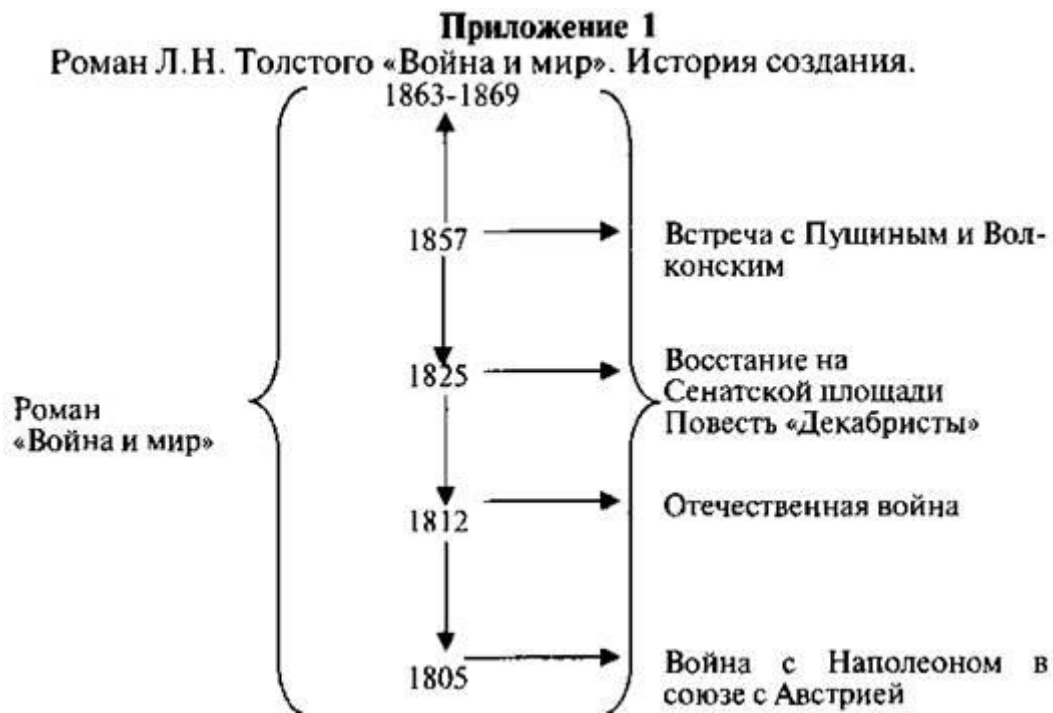 Приложение 1
Роман Л.Н. Толстого «Война и мир». История создания.
1863-1869
1857
Встреча с Пущиным и Вол-
конским
1825
Восстание на
Сенатской площади
Повесть «Декабристы»
Роман
«Война и мир»
1812
Отечественная война
1805
Война с Наполеоном в
союзе с Австрией